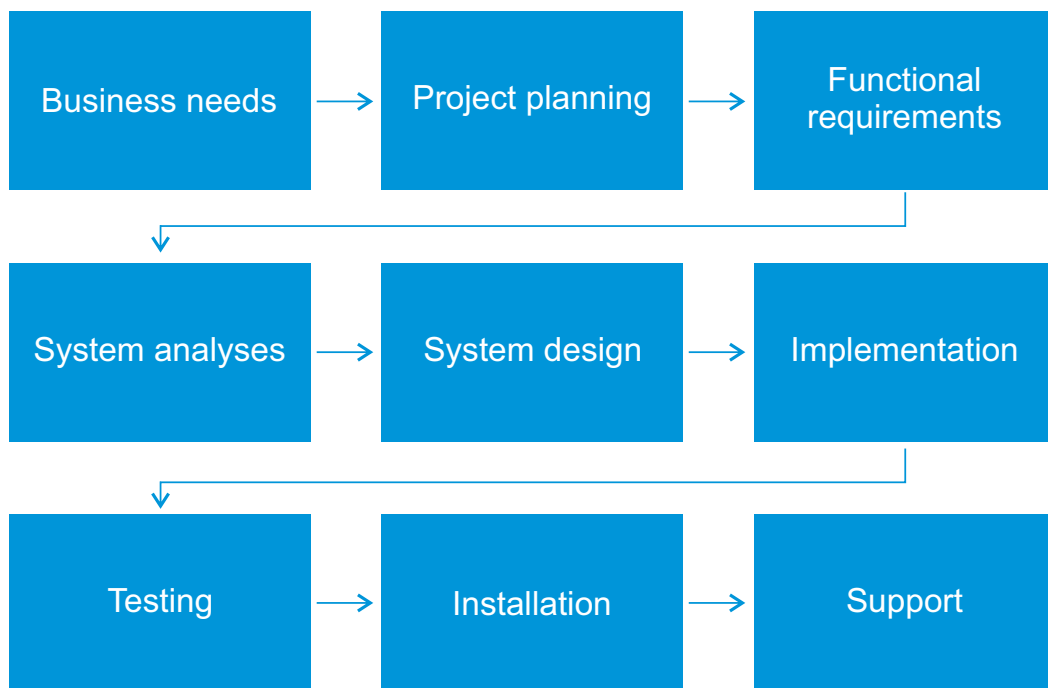 Business needs
Project planning
Functional
requirements
System analyses
System design
Implementation
Testing
Installation
Support